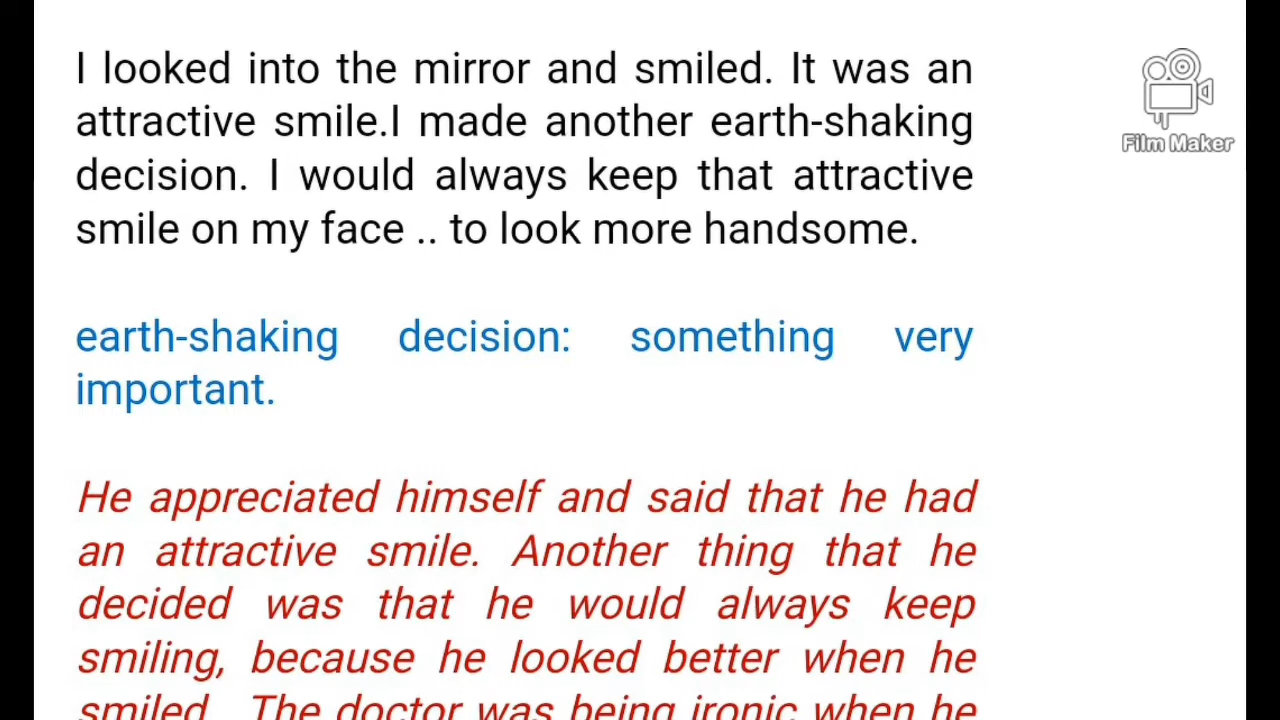 I looked into the mirror and smiled. It was an
attractive smile.I made another earth-shaking
decision. I would always keep that attractive
smile on my face .. to look more handsome.
Film Maker
earth-shaking decision: something very
important.
He appreciated himself and said that he had
an attractive smile. Another thing that he
decided was that he would always keep
smiling, because he looked better when he
smiled. The doctor was being ironic when he